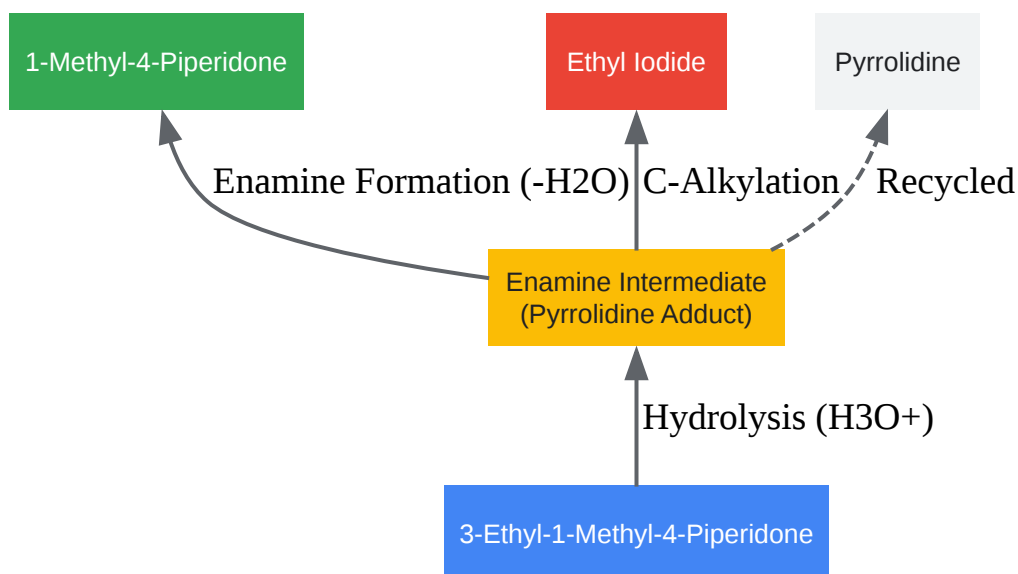 1-Methyl-4-Piperidone
Ethyl Iodide
Pyrrolidine
Enamine Formation (-H2O)
C-Alkylation
Recycled
Enamine Intermediate
(Pyrrolidine Adduct)
Hydrolysis (H3O+)
3-Ethyl-1-Methyl-4-Piperidone